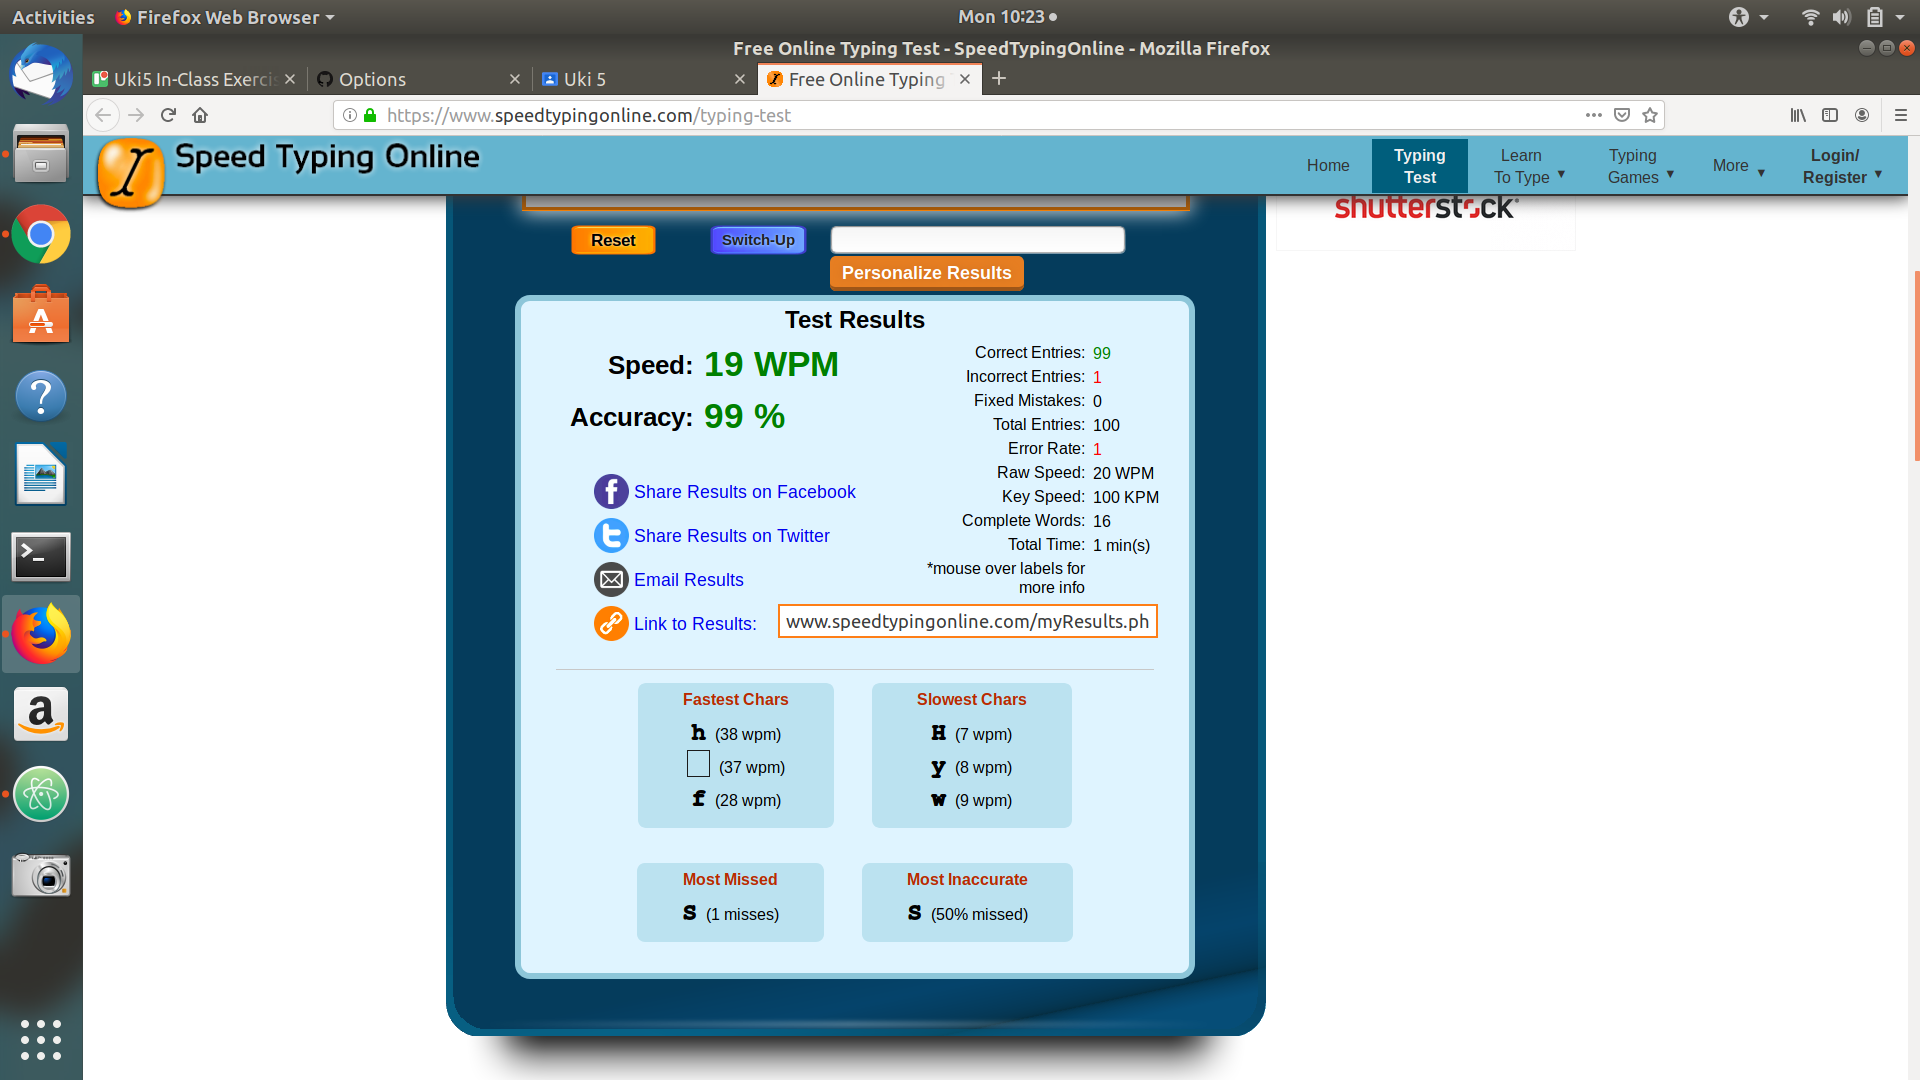 Activities
Firefox Web Browser
Mon 10:23
Free Online Typing Test - SpeedTypingOnline - Mozilla Firefox
Uki5 In-Class Exercis
Options
Uki 5
Free Online Typing
https://www.speedtypingonline.com/typing-test
Speed Typing Online
Home
Typing Test
Learn To Type
Typing Games
More
Login/ Register
shutterstock
Reset
Switch-Up
Personalize Results
Test Results
Speed: 19 WPM
Accuracy: 99 %
Correct Entries: 99
Incorrect Entries: 1
Fixed Mistakes: 0
Total Entries: 100
Error Rate: 1
Raw Speed: 20 WPM
Key Speed: 100 KPM
Complete Words: 16
Total Time: 1 min(s)
*mouse over labels for
more info
Share Results on Facebook
Share Results on Twitter
Email Results
Link to Results: www.speedtypingonline.com/myResults.ph
Fastest Chars
h (38 wpm)
(37 wpm)
f (28 wpm)
Slowest Chars
H (7 wpm)
y (8 wpm)
w (9 wpm)
Most Missed
S (1 misses)
Most Inaccurate
S (50% missed)